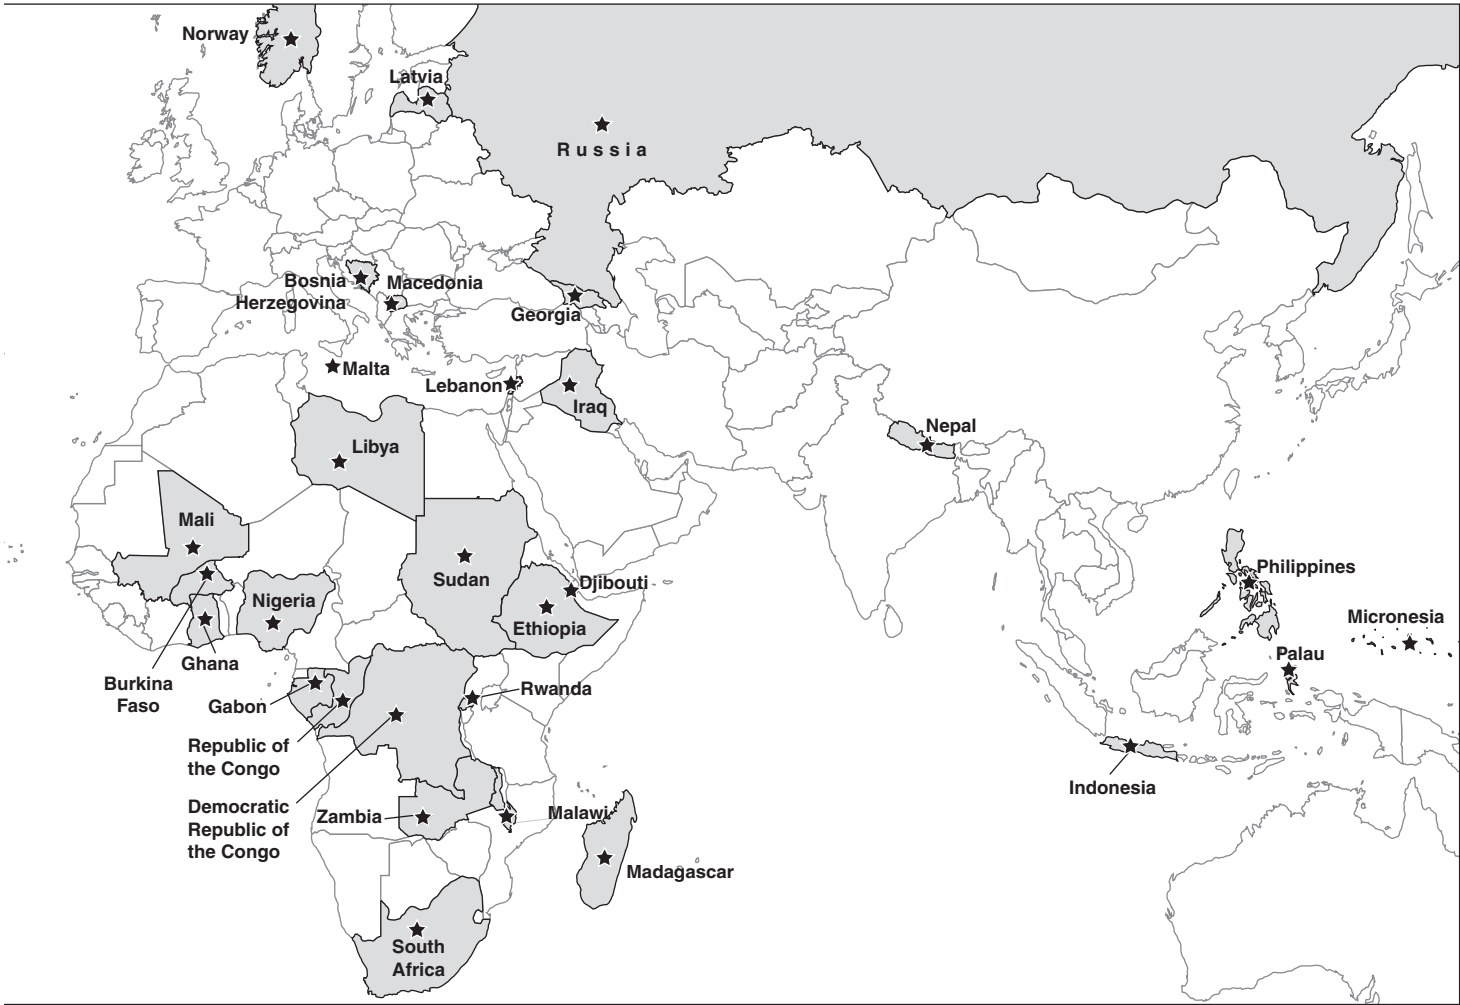 Norway
Latvia
Russia
Bosnia
Herzegovina
Macedonia
Georgia
Malta
Lebanon
Iraq
Libya
Nepal
Mali
Sudan
Djibouti
Philippines
Nigeria
Ethiopia
Micronesia
Ghana
Palau
Burkina
Faso
Gabon
Rwanda
Republic of
the Congo
Indonesia
Democratic
Republic of
the Congo
Zambia
Malawi
Madagascar
South
Africa